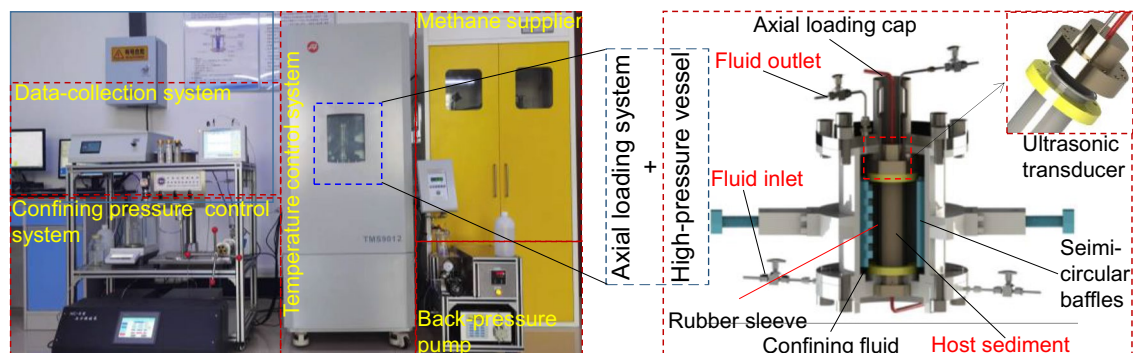 Data-collection system
Confining pressure control
system
Temperature control system
TMS9012
Methane supplier
Back-pressure
pump
Axial loading system
+
High-pressure vessel
Axial loading cap
Fluid outlet
Ultrasonic
transducer
Fluid inlet
Seimi-
circular
baffles
Rubber sleeve
Confining fluid
Host sediment